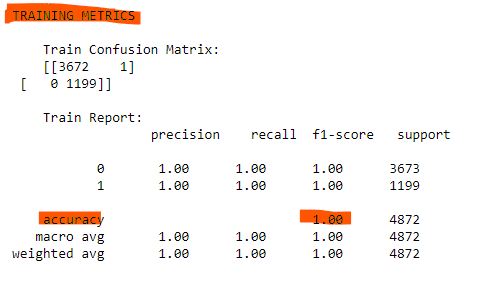 TRAINING METRICS
Train Confusion Matrix:
[[3672 1]
[ 0 1199]]
Train Report:
precision recall f1-score support
0 1.00 1.00 1.00 3673
1 1.00 1.00 1.00 1199
accuracy 1.00 4872
macro avg 1.00 1.00 1.00 4872
weighted avg 1.00 1.00 1.00 4872